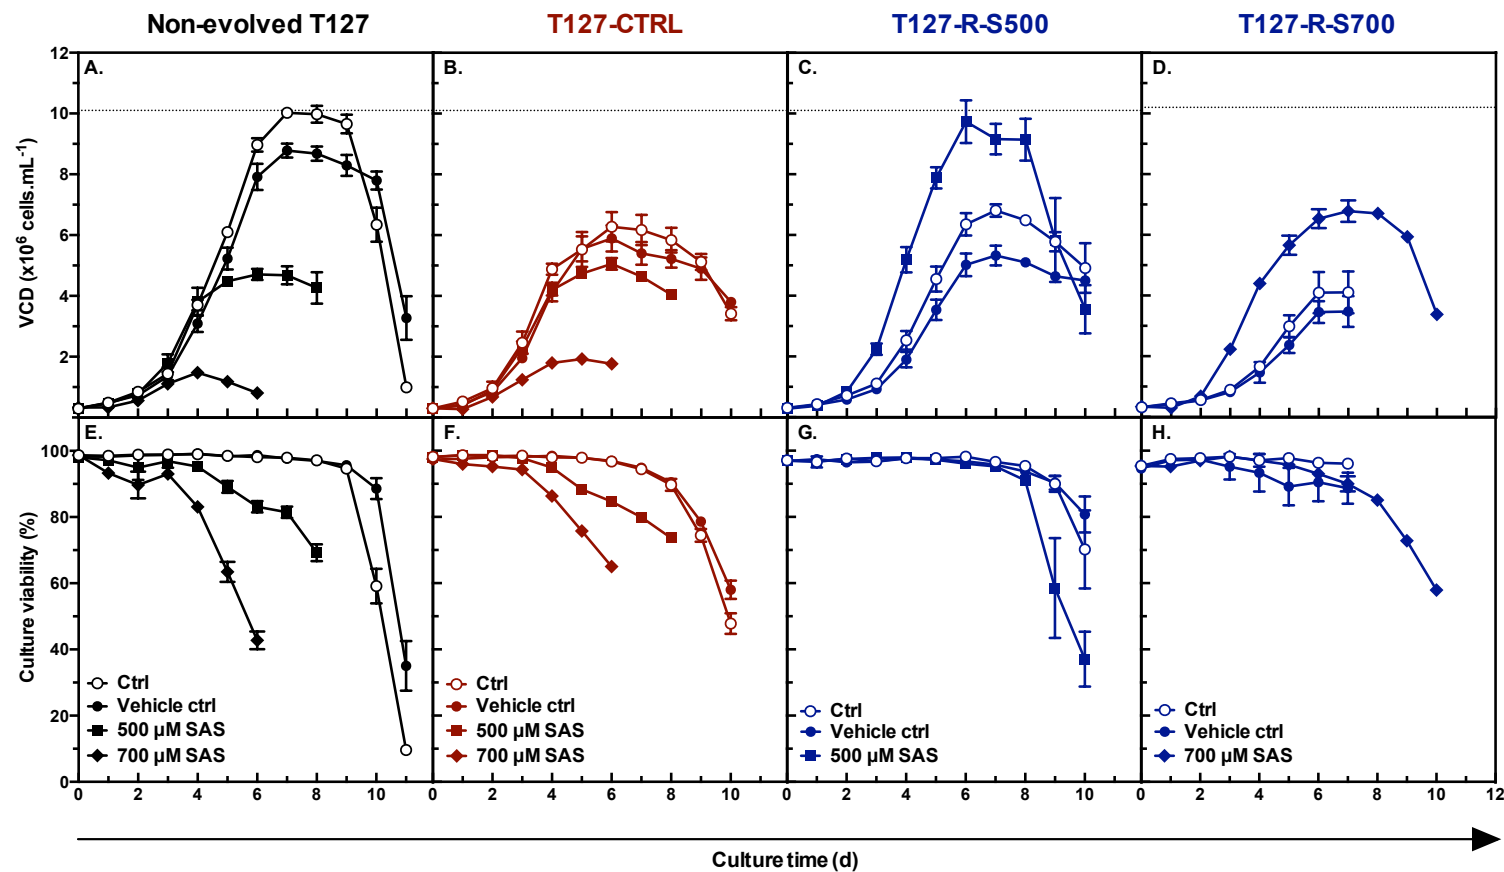 Non-evolved T127
T127-CTRL
T127-R-S500
T127-R-S700
VCD (x10⁶ cells.mL⁻¹)
12
10
8
6
4
2
A.
B.
C.
D.
Culture viability (%)
100
80
60
40
20
0
E.
Ctrl
Vehicle ctrl
500 µM SAS
700 µM SAS
F.
Ctrl
Vehicle ctrl
500 µM SAS
700 µM SAS
G.
Ctrl
Vehicle ctrl
500 µM SAS
H.
Ctrl
Vehicle ctrl
700 µM SAS
0 2 4 6 8 10 0 2 4 6 8 10 0 2 4 6 8 10 0 2 4 6 8 10 12
Culture time (d)